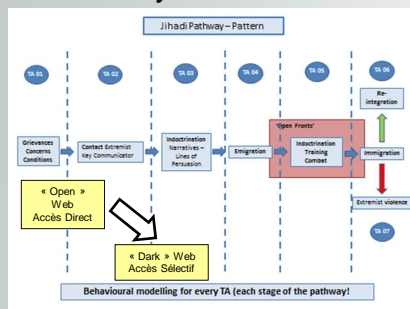 Jihadi Pathway – Pattern
TA 01
TA 02
TA 03
TA 04
TA 05
TA 06
Re-
integration
'Open Fronts'
Grievances
Concerns
Conditions
Contact Extremist
Key Communicator
Indoctrination
Narratives –
Lines of
Persuasion
Emigration
Indoctrination
Training
Combat
Immigration
Extremist violence
TA 07
« Open »
Web
Accès Direct
« Dark » Web
Accès Sélectif
Behavioural modelling for every TA (each stage of the pathway!